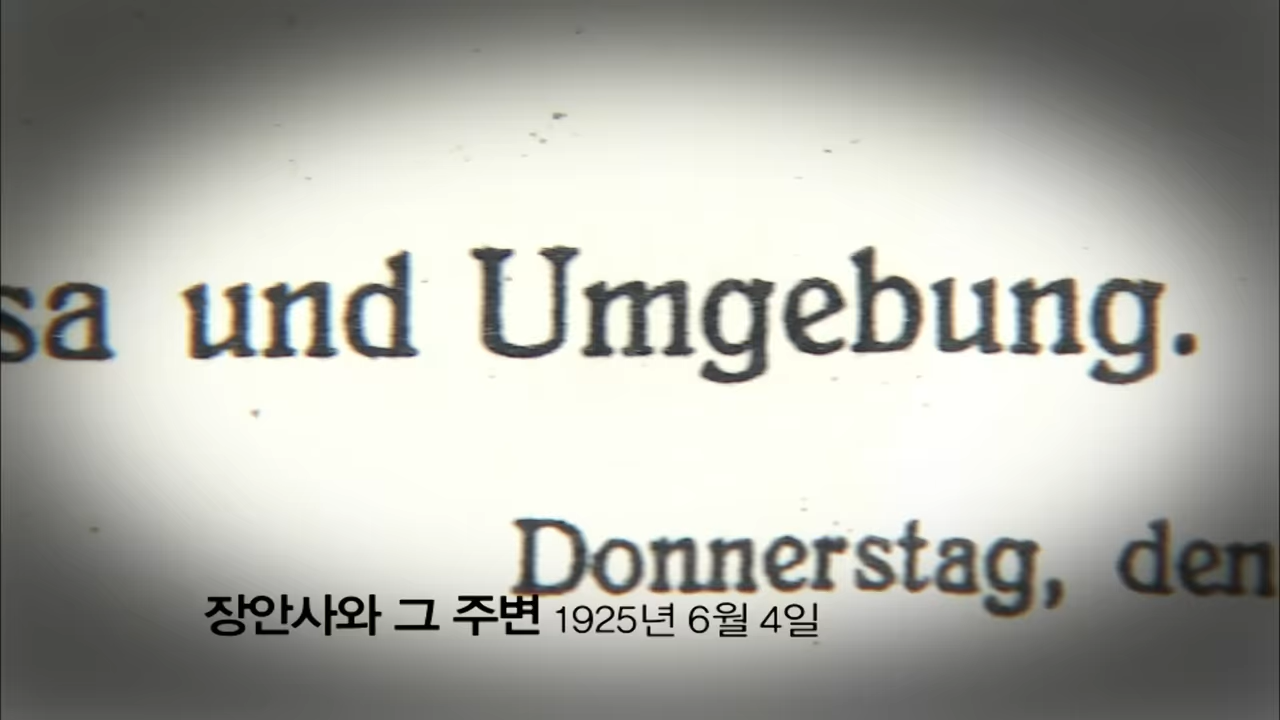 sa und Umgebung.
Donnerstag, den
장안사와 그 주변 1925년 6월 4일